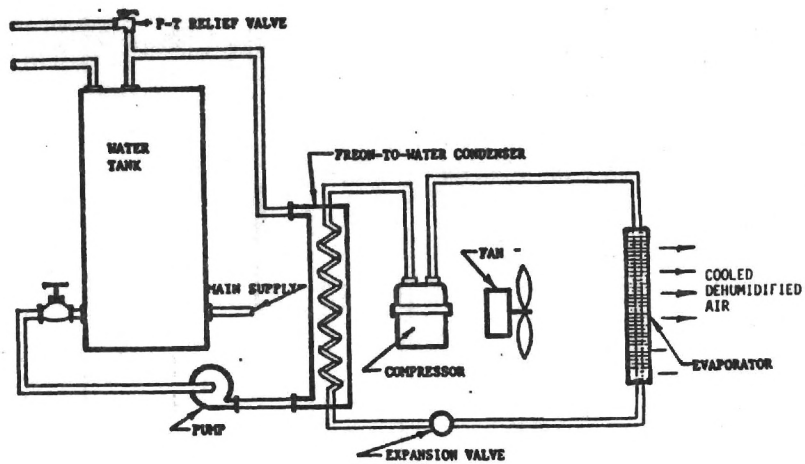 P-T RELIEF VALVE
WATER
TANK
FREON-TO-WATER CONDENSER
FAN
MAIN SUPPLY
COOLED
DEHUMIDIFIED
AIR
COMPRESSOR
EVAPORATOR
PUMP
EXPANSION VALVE